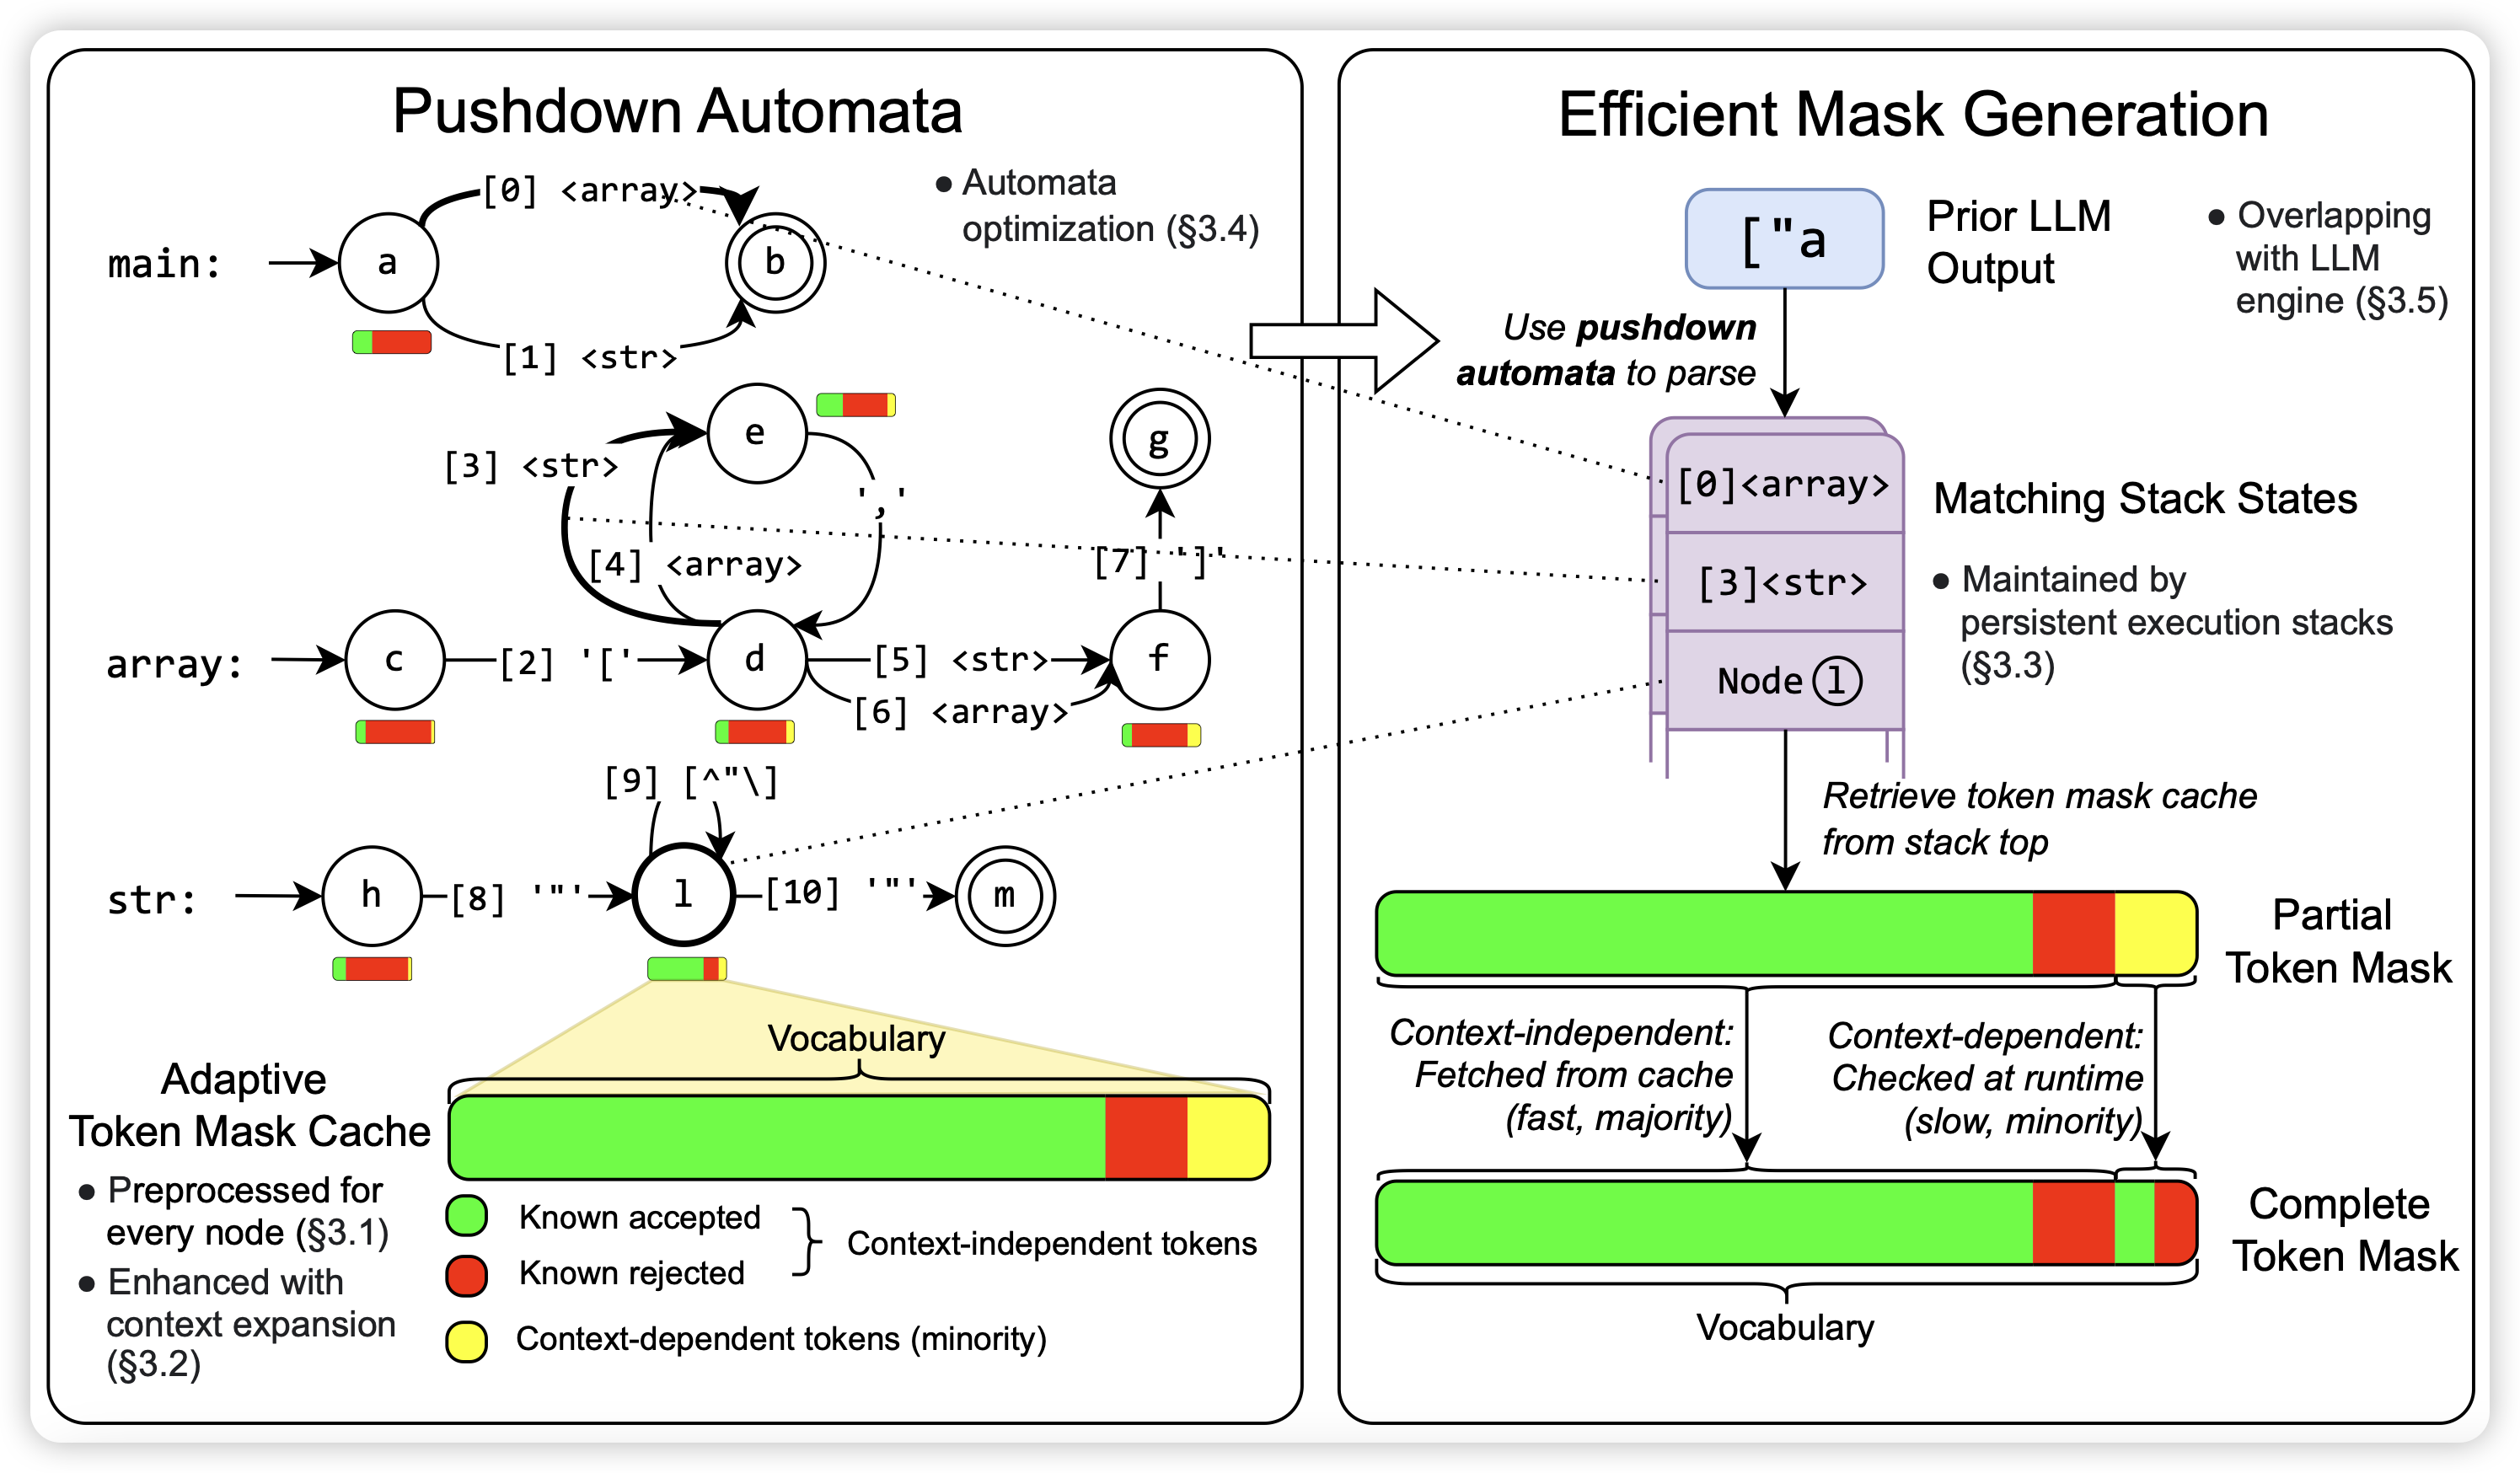 Pushdown Automata
main:
a
[0] <array>
[1] <str>
b
● Automata
optimization (§3.4)
e
[3] <str>
[4] <array>
','
g
[7] ']'
array:
c
[2] '['
d
[5] <str>
[6] <array>
f
[9] [^"\]
str:
h
[8] '"'
l
[10] '"'
m
Vocabulary
Adaptive
Token Mask Cache
● Preprocessed for
every node (§3.1)
● Enhanced with
context expansion
(§3.2)
Known accepted
Known rejected
Context-independent tokens
Context-dependent tokens (minority)
Efficient Mask Generation
["a
Prior LLM
Output
● Overlapping
with LLM
engine (§3.5)
Use pushdown
automata to parse
[0]<array>
[3]<str>
Node l
Matching Stack States
● Maintained by
persistent execution stacks
(§3.3)
Retrieve token mask cache
from stack top
Partial
Token Mask
Context-independent:
Fetched from cache
(fast, majority)
Context-dependent:
Checked at runtime
(slow, minority)
Complete
Token Mask
Vocabulary